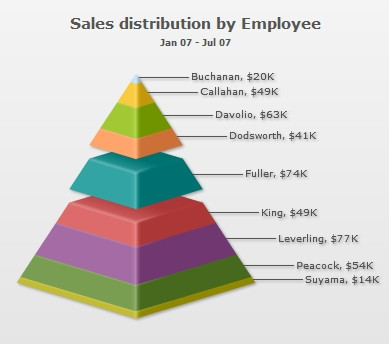 Sales distribution by Employee
Jan 07 - Jul 07
Buchanan, $20K
Callahan, $49K
Davolio, $63K
Dodsworth, $41K
Fuller, $74K
King, $49K
Leverling, $77K
Peacock, $54K
Suyama, $14K